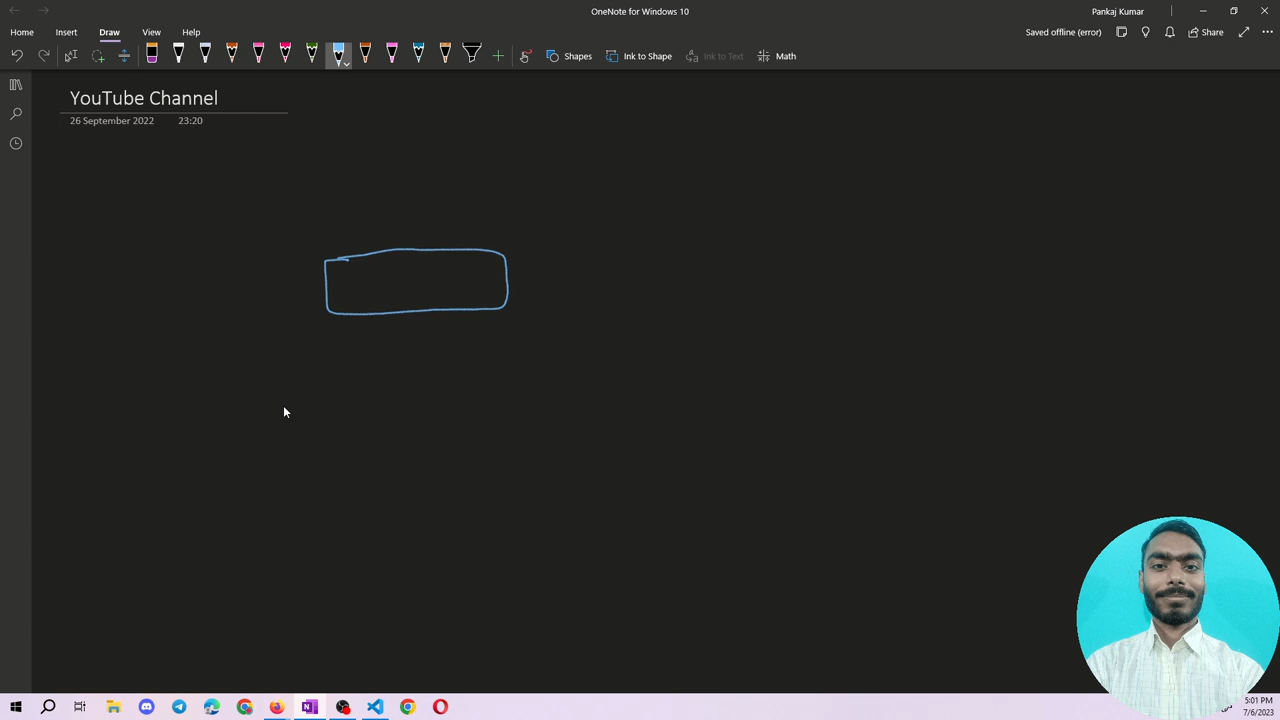 OneNote for Windows 10
Pankaj Kumar
Home Insert Draw View Help
Saved offline (error)
Share
Shapes
Ink to Shape
Ink to Text
Math
YouTube Channel
26 September 2022 23:20
5:01 PM
7/6/2023